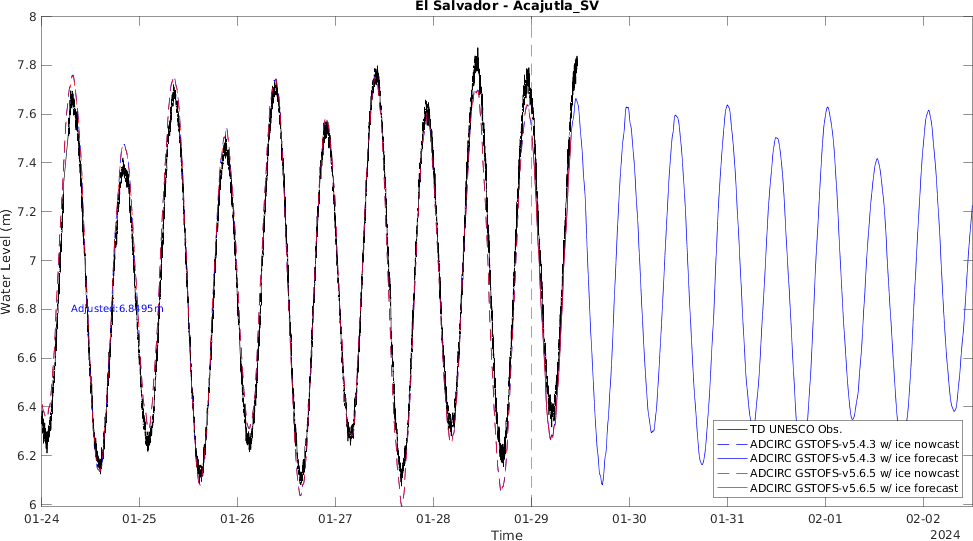 El Salvador - Acajutla_SV
8
7.8
7.6
7.4
7.2
7
6.8
6.6
6.4
6.2
6
Water Level (m)
Adjusted:6.8495m
TD UNESCO Obs.
ADCIRC GSTOFS-v5.4.3 w/ ice nowcast
ADCIRC GSTOFS-v5.4.3 w/ ice forecast
ADCIRC GSTOFS-v5.6.5 w/ ice nowcast
ADCIRC GSTOFS-v5.6.5 w/ ice forecast
01-24 01-25 01-26 01-27 01-28 01-29 01-30 01-31 02-01 02-02
Time
2024